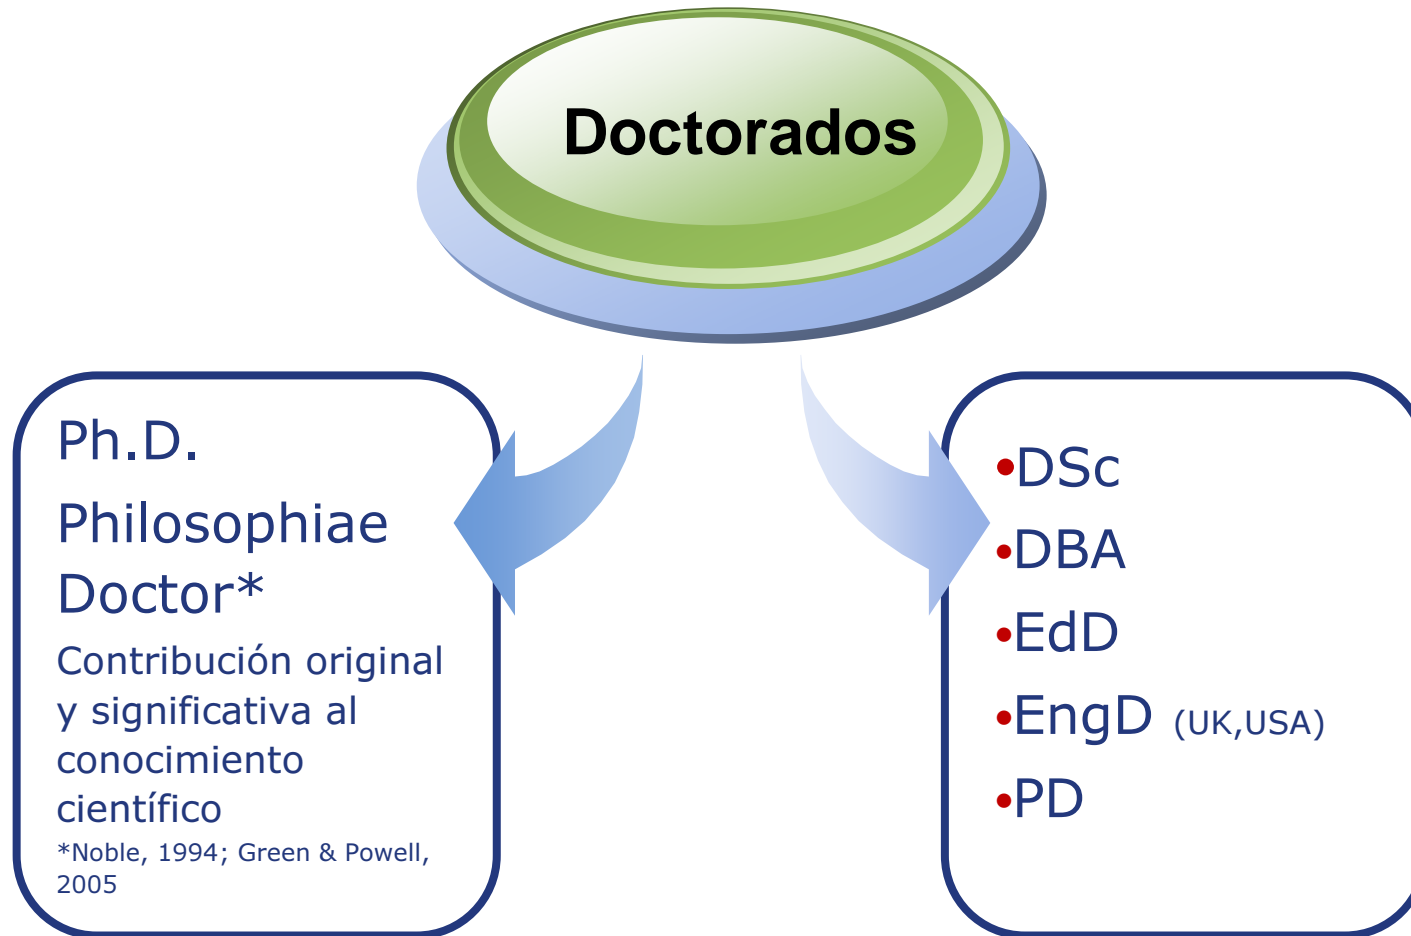 Doctorados
Ph.D.
Philosophiae
Doctor*
Contribución original
y significativa al
conocimiento
científico
*Noble, 1994; Green & Powell,
2005
•DSc
•DBA
•EdD
•EngD (UK,USA)
•PD